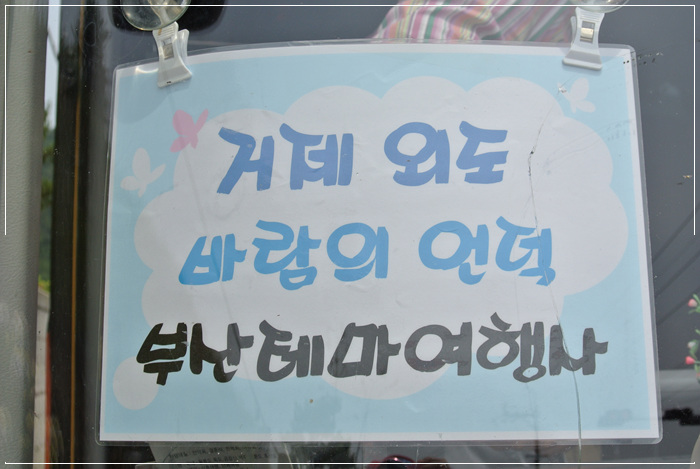 거제 외도
바람의 언덕
부산테마여행사